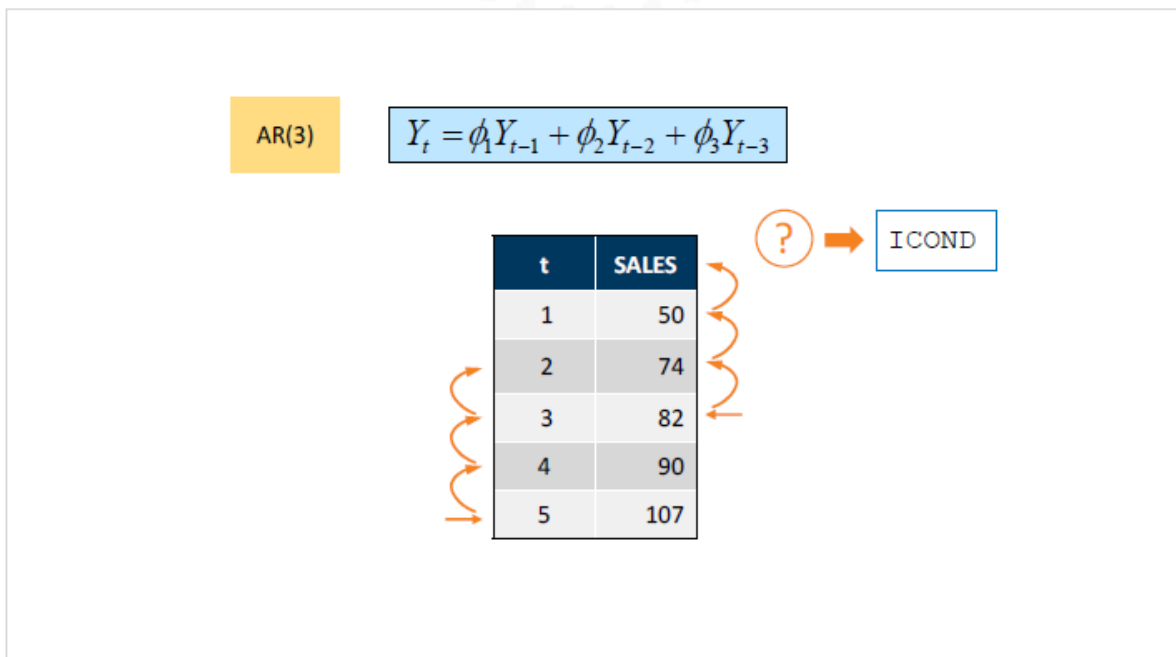 AR(3) Y_t = ϕ_1Y_{t−1} + ϕ_2Y_{t−2} + ϕ_3Y_{t−3}
? ICOND
t SALES
1 50
2 74
3 82
4 90
5 107